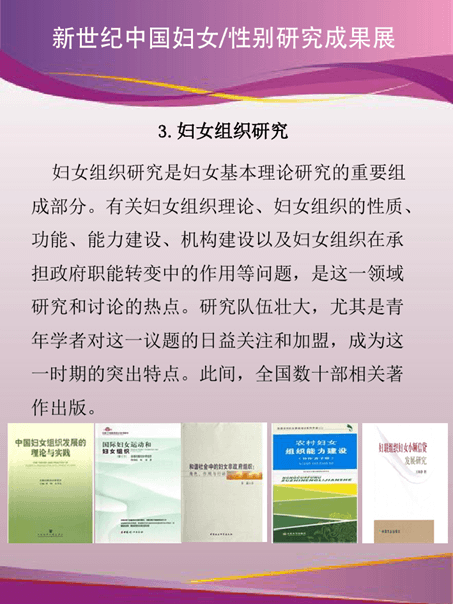 新世纪中国妇女/性别研究成果展
3.妇女组织研究
妇女组织研究是妇女基本理论研究的重要组
成部分。有关妇女组织理论、妇女组织的性质、
功能、能力建设、机构建设以及妇女组织在承
担政府职能转变中的作用等问题，是这一领域
研究和讨论的热点。研究队伍壮大，尤其是青
年学者对这一议题的日益关注和加盟，成为这
一时期的突出特点。此间，全国数十部相关著
作出版。
中国妇女组织发展的
理论与实践
国际妇女运动和
妇女组织
和谐社会中的妇女非政府组织：
农村妇女
组织能力建设
妇联组织妇女小额信贷
发展研究